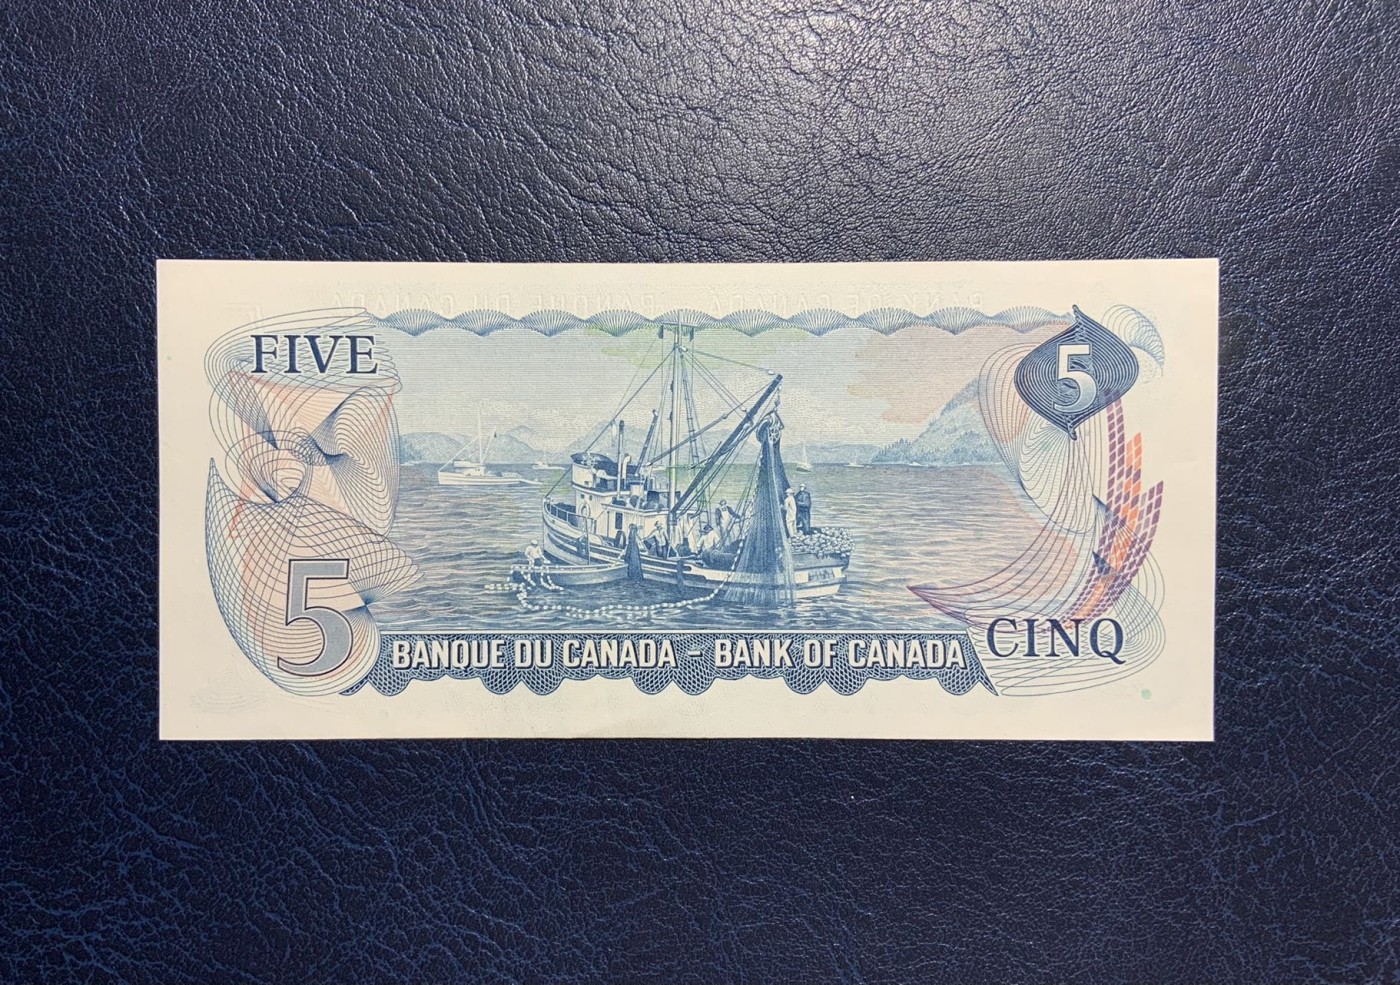 FIVE
5
5
BANQUE DU CANADA - BANK OF CANADA
CINQ